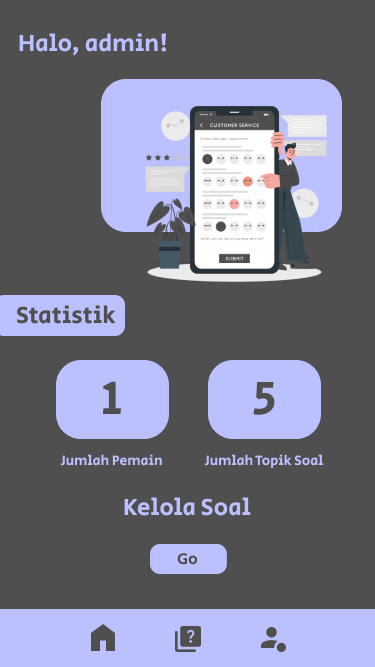 Halo, admin!
CUSTOMER SERVICE
SUBMIT
Statistik
1
5
Jumlah Pemain
Jumlah Topik Soal
Kelola Soal
Go
?